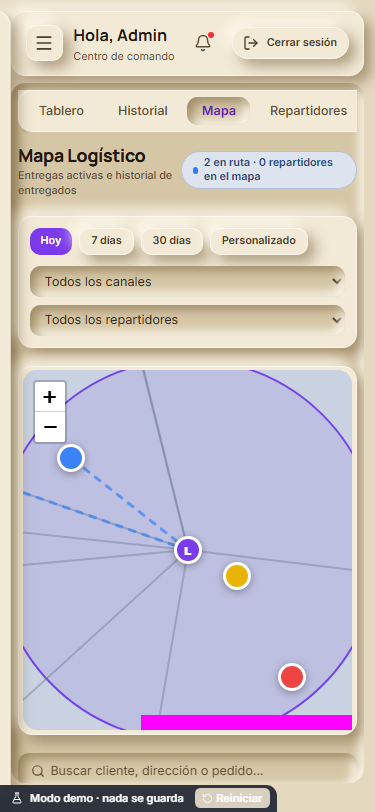 Hola, Admin
Centro de comando
Cerrar sesión
Tablero
Historial
Mapa
Repartidores
Mapa Logístico
Entregas activas e historial de
entregados
2 en ruta · 0 repartidores
en el mapa
Hoy
7 días
30 días
Personalizado
Todos los canales
Todos los repartidores
+
−
L
Buscar cliente, dirección o pedido...
Modo demo · nada se guarda
Reiniciar